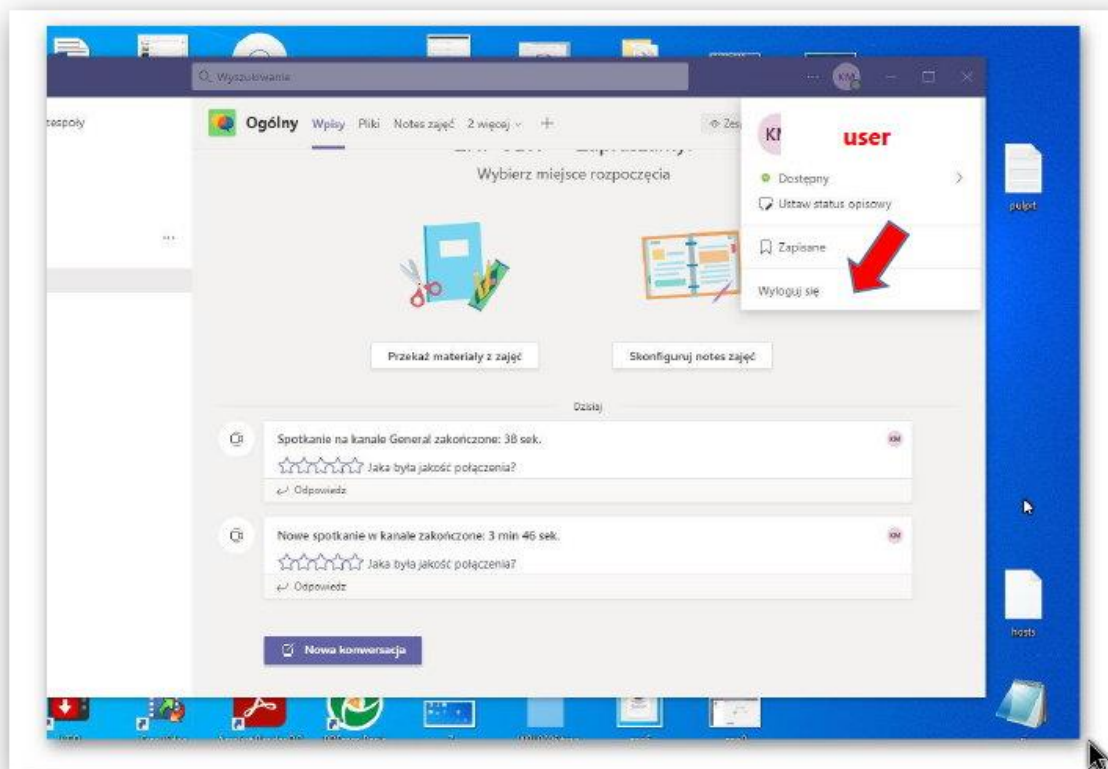 Wyszukiwanie
KM
zespoły
Ogólny Wpisy Pliki Notes zajęć 2 więcej
user
Wybierz miejsce rozpoczęcia
Dostępny
Ustaw status opisowy
pulpit
Zapisane
Wyloguj się
Przekaż materiały z zajęć Skonfiguruj notes zajęć
Dzisiaj
Spotkanie na kanale General zakończone: 38 sek. KM
Jaka była jakość połączenia?
Odpowiedz
Nowe spotkanie w kanale zakończone: 3 min 46 sek. KM
Jaka była jakość połączenia?
Odpowiedz
hosts
Nowa konwersacja